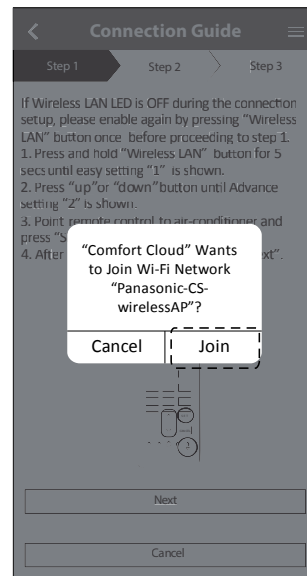 Connection Guide
Step 1
Step 2
Step 3
If Wireless LAN LED is OFF during the connection
setup, please enable again by pressing "Wireless
LAN" button once before proceeding to step 1.
1. Press and hold "Wireless LAN" button for 5
secs until easy setting "1" is shown.
2. Press "up"or "down"button until Advance
setting "2" is shown.
3. Point remote control to air-conditioner and
press "S
4. After
"Comfort Cloud" Wants
to Join Wi-Fi Network
"Panasonic-CS-
wirelessAP"?
Cancel
Join
2
Next
Cancel